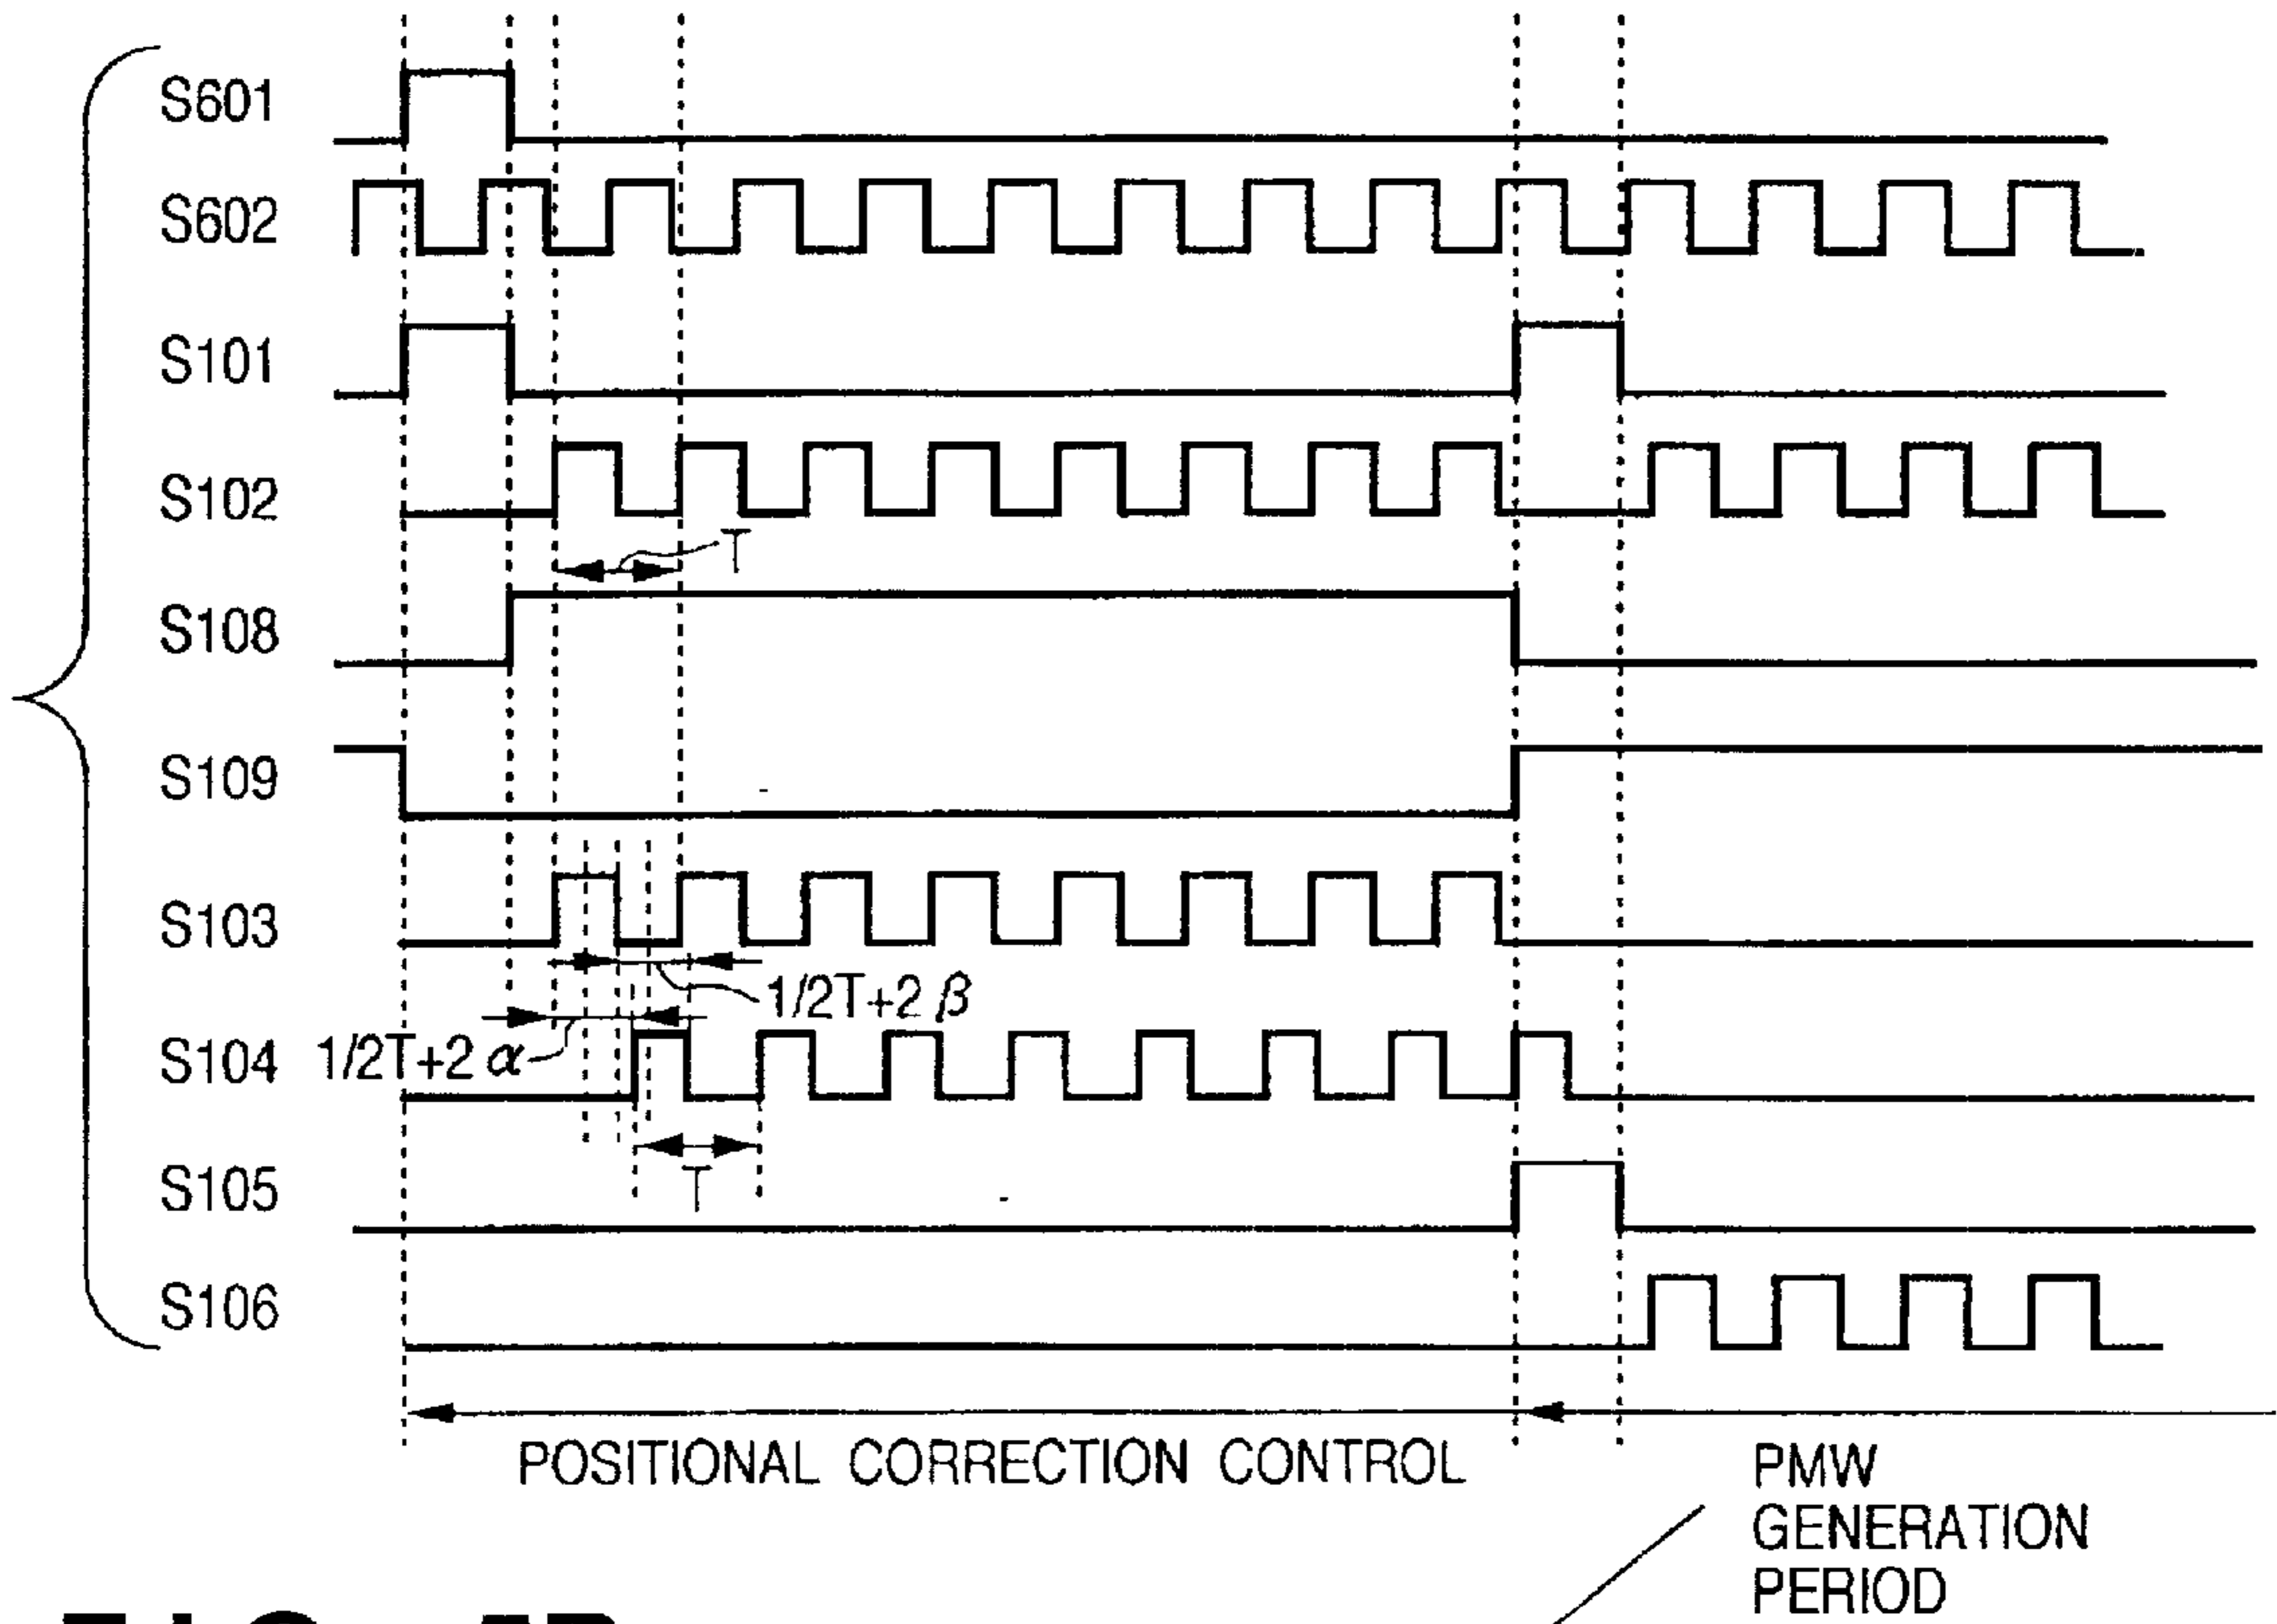 S601
S602
S101
S102
T
S108
S109
S103
1/2T+2 β
1/2T+2 α
S104
T
S105
S106
POSITIONAL CORRECTION CONTROL
PMW
GENERATION
PERIOD